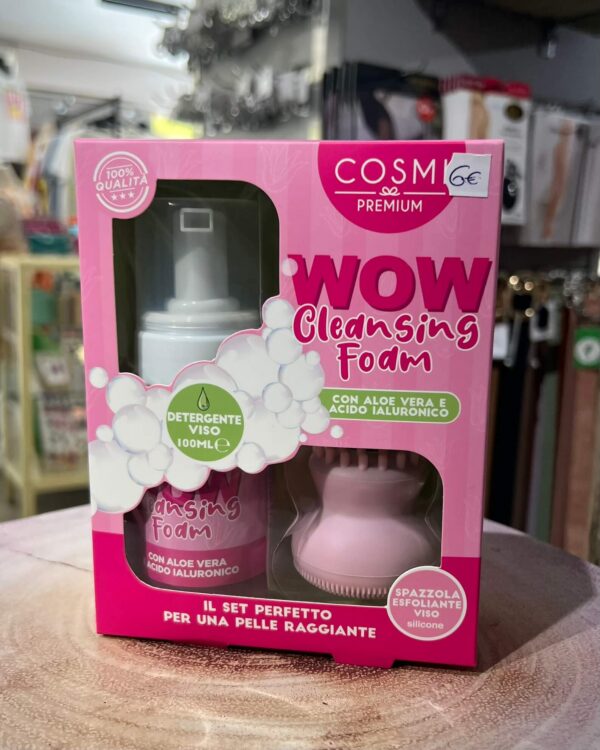 100%
QUALITÀ
COSMI
6€
PREMIUM
WOW
Cleansing
Foam
CON ALOE VERA E
ACIDO IALURONICO
DETERGENTE
VISO
100ML℮
WOW
Cleansing
Foam
CON ALOE VERA
ACIDO IALURONICO
SPAZZOLA
ESFOLIANTE
VISO
silicone
IL SET PERFETTO
PER UNA PELLE RAGGIANTE